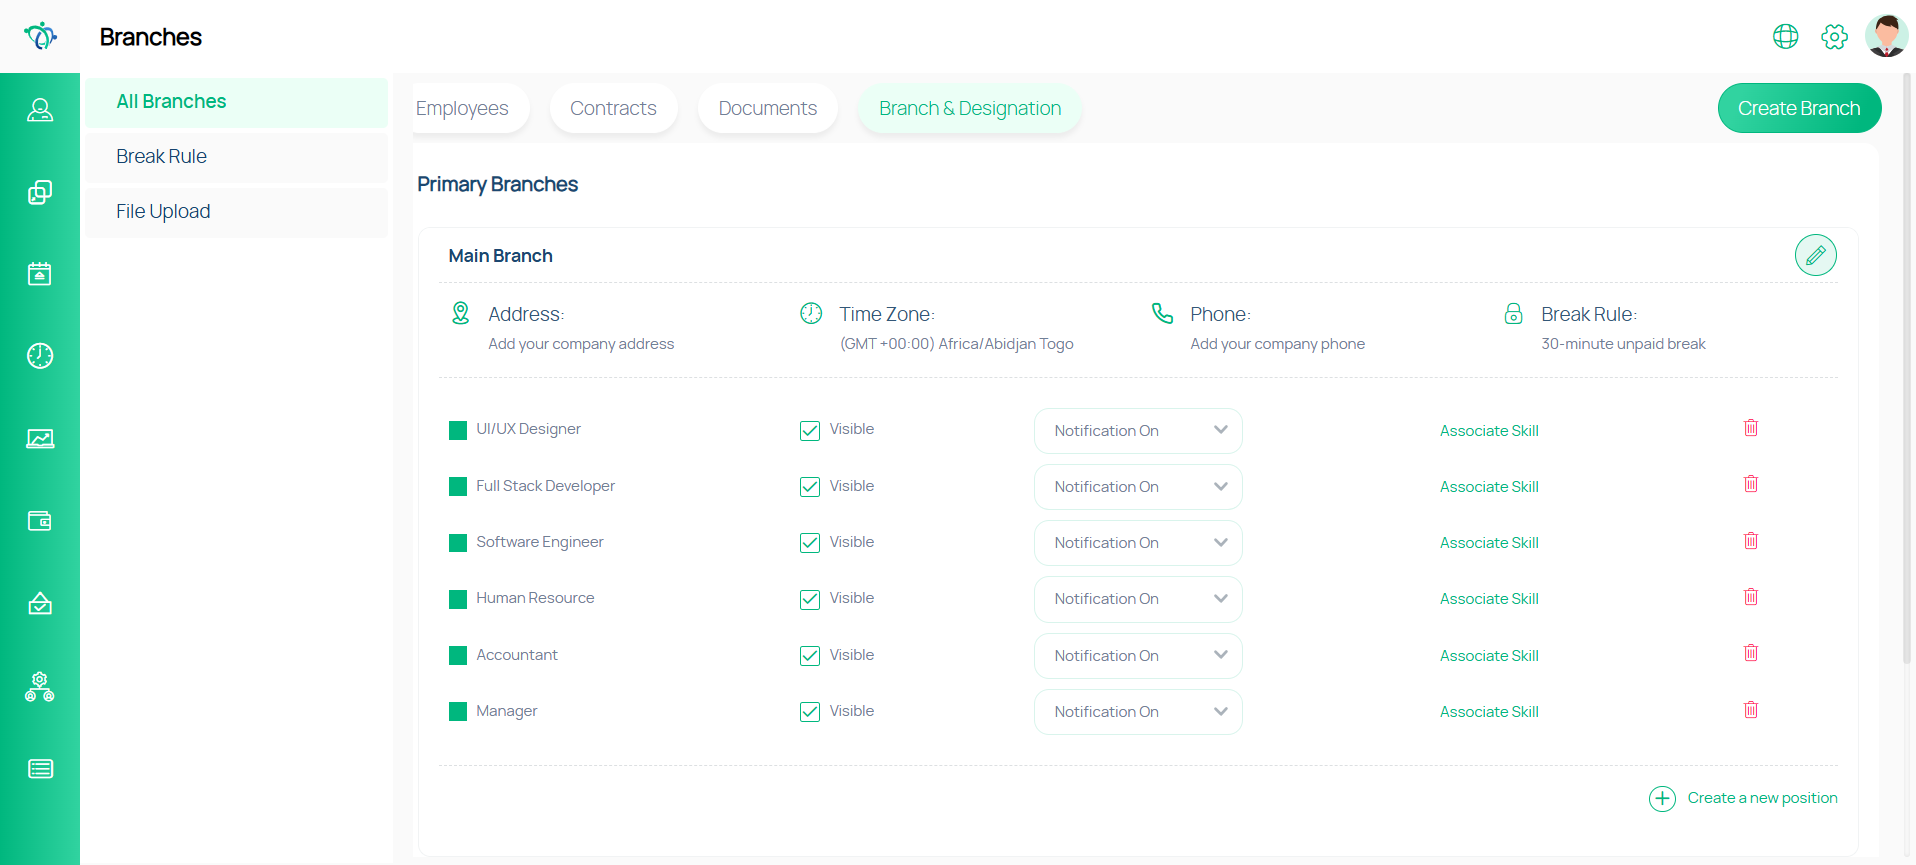 Branches
All Branches
Break Rule
File Upload
Employees
Contracts
Documents
Branch & Designation
Create Branch
Primary Branches
Main Branch
Address:
Add your company address
Time Zone:
(GMT +00:00) Africa/Abidjan Togo
Phone:
Add your company phone
Break Rule:
30-minute unpaid break
UI/UX Designer Visible Notification On Associate Skill
Full Stack Developer Visible Notification On Associate Skill
Software Engineer Visible Notification On Associate Skill
Human Resource Visible Notification On Associate Skill
Accountant Visible Notification On Associate Skill
Manager Visible Notification On Associate Skill
Create a new position